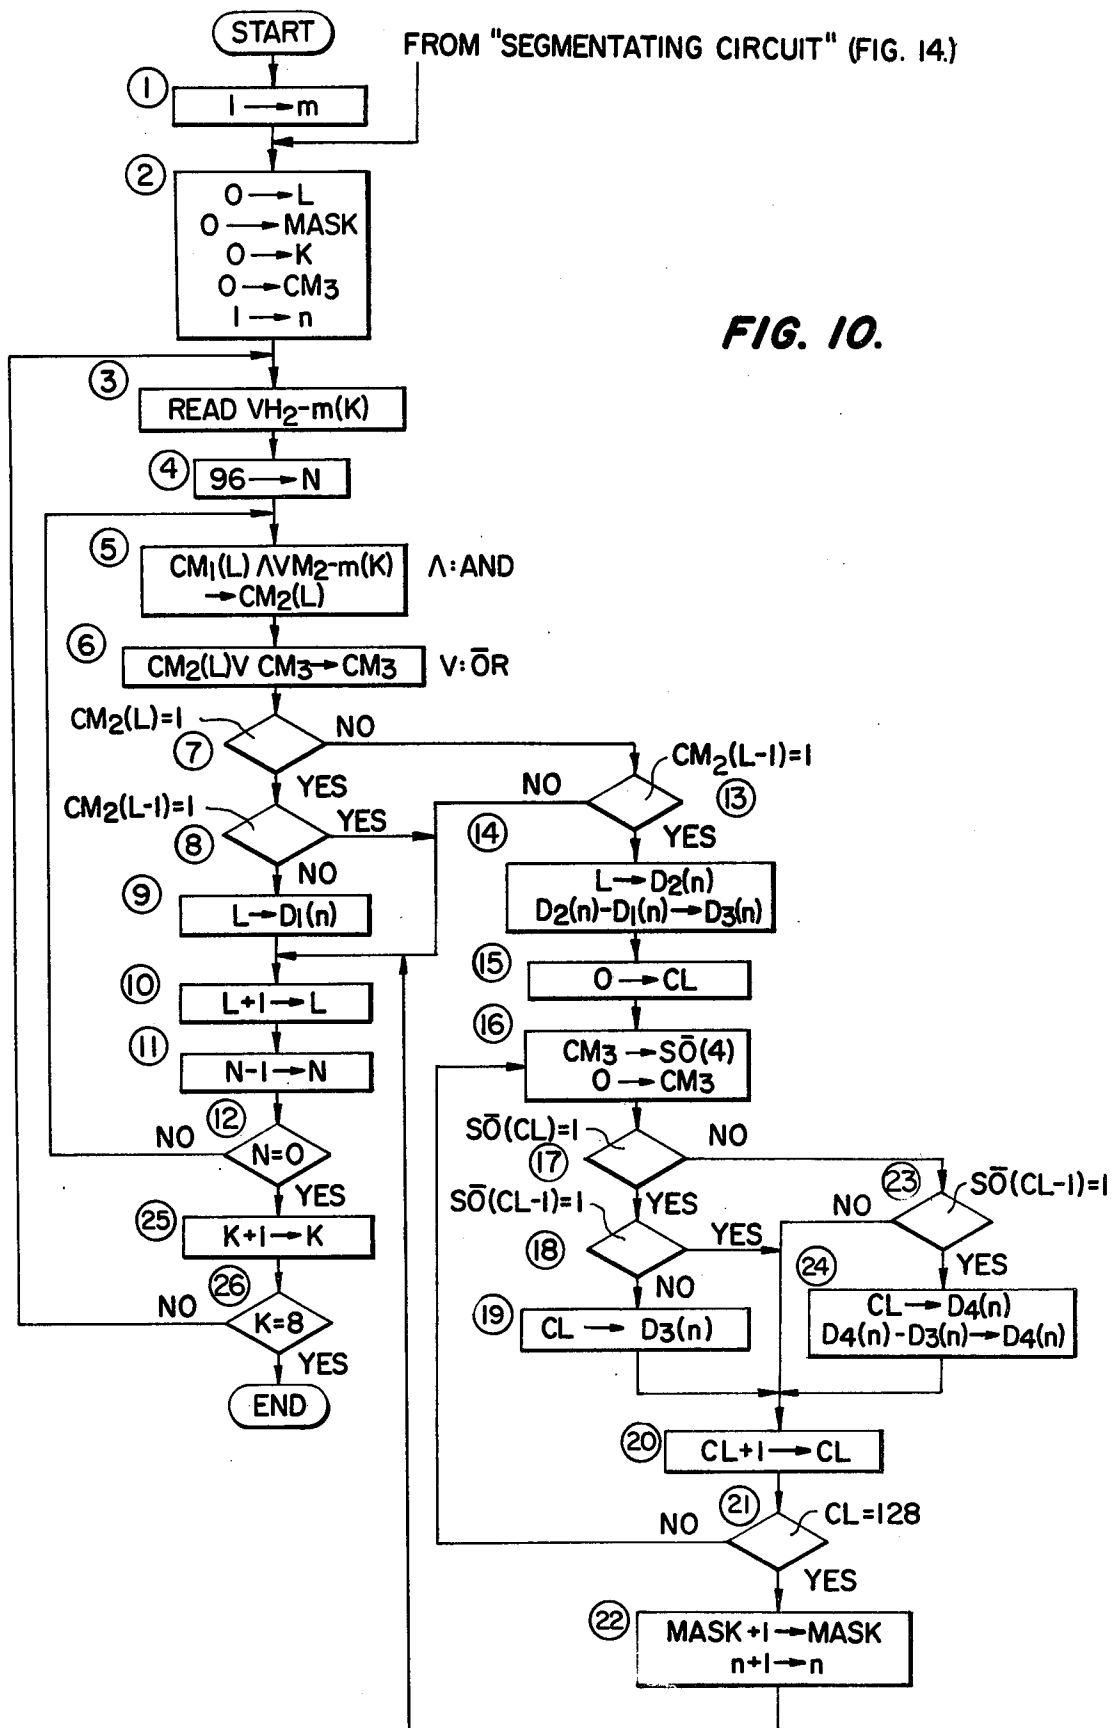 START
FROM "SEGMENTATING CIRCUIT" (FIG. 14.)
1
1→m
2
0→L
0→MASK
0→K
0→CM3
1→n
FIG. 10.
3
READ VH2-m(K)
4
96→N
5
CM1(L) ΛVM2-m(K)
→CM2(L)
Λ:AND
6
CM2(L)V CM3→CM3
V:ŌR
CM2(L)=1
7
NO
YES
CM2(L-1)=1
8
YES
NO
9
L→D1(n)
10
L+1→L
11
N-1→N
12
NO
N=0
YES
25
K+1→K
26
NO
K=8
YES
END
CM2(L-1)=1
13
NO
YES
14
L→D2(n)
D2(n)-D1(n)→D3(n)
15
0→CL
16
CM3→SŌ(4)
0→CM3
SŌ(CL)=1
17
NO
YES
SŌ(CL-1)=1
18
YES
NO
19
CL→D3(n)
23
SŌ(CL-1)=1
NO
YES
24
CL→D4(n)
D4(n)-D3(n)→D4(n)
20
CL+1→CL
21
CL=128
NO
YES
22
MASK+1→MASK
n+1→n